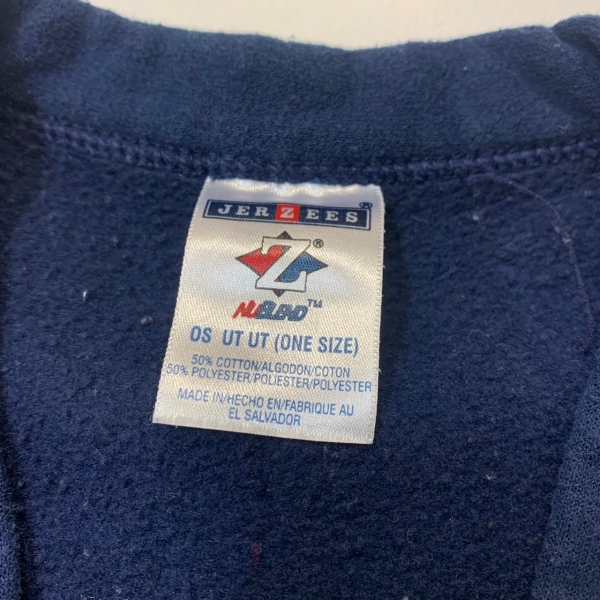 JERZEES®
Z®
NUBLEND™
OS UT UT (ONE SIZE)
50% COTTON/ALGODON/COTON
50% POLYESTER/POLIESTER/POLYESTER
MADE IN/HECHO EN/FABRIQUE AU
EL SALVADOR